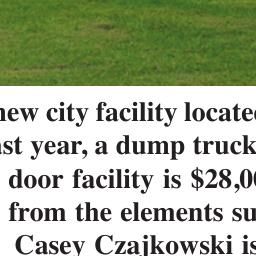 new city facility located
ast year, a dump truck
door facility is $28,00
from the elements su
Casey Czajkowski is